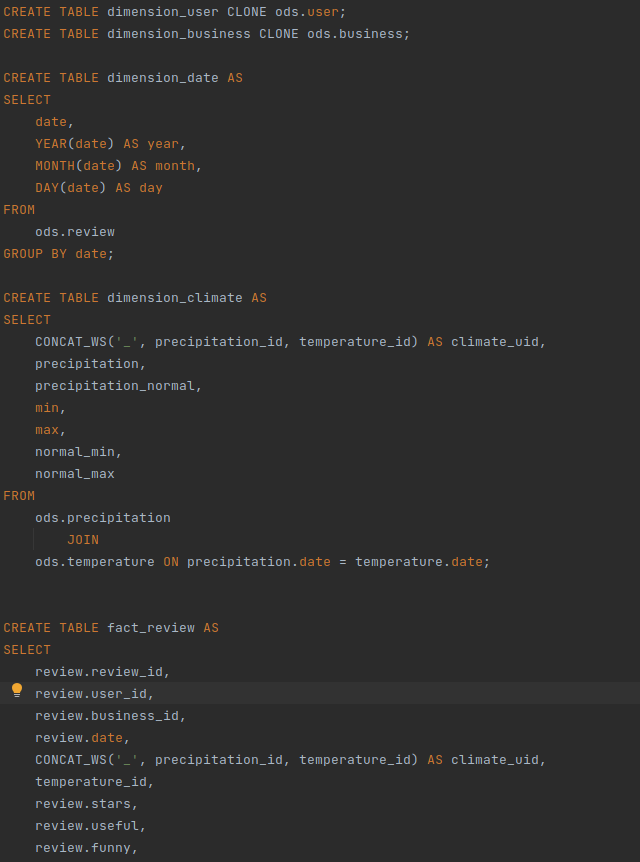 CREATE TABLE dimension_user CLONE ods.user;
CREATE TABLE dimension_business CLONE ods.business;
CREATE TABLE dimension_date AS
SELECT
date,
YEAR(date) AS year,
MONTH(date) AS month,
DAY(date) AS day
FROM
ods.review
GROUP BY date;
CREATE TABLE dimension_climate AS
SELECT
CONCAT_WS('_', precipitation_id, temperature_id) AS climate_uid,
precipitation,
precipitation_normal,
min,
max,
normal_min,
normal_max
FROM
ods.precipitation
JOIN
ods.temperature ON precipitation.date = temperature.date;
CREATE TABLE fact_review AS
SELECT
review.review_id,
review.user_id,
review.business_id,
review.date,
CONCAT_WS('_', precipitation_id, temperature_id) AS climate_uid,
temperature_id,
review.stars,
review.useful,
review.funny,